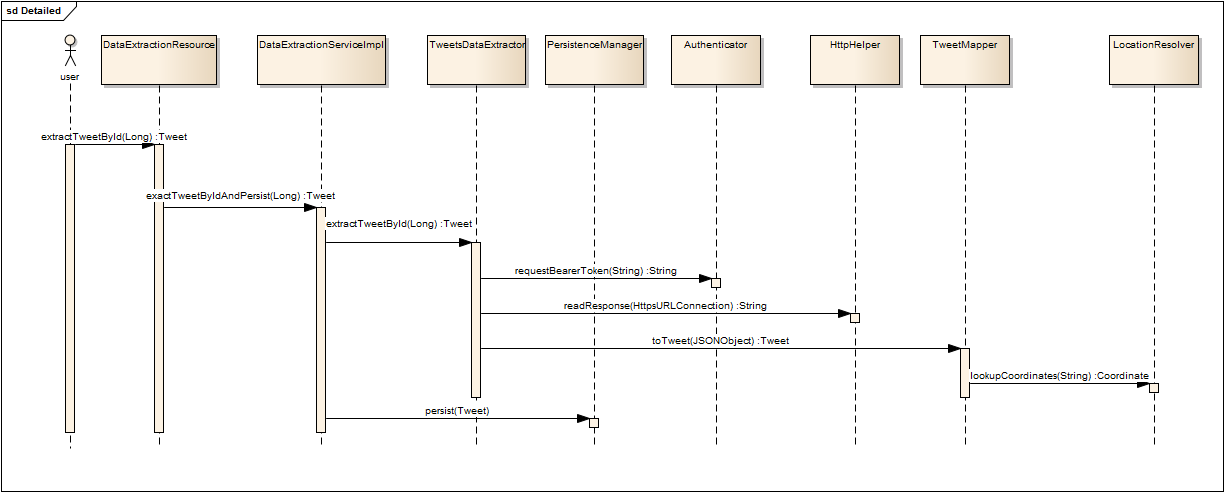 sd Detailed
user
DataExtractionResource
DataExtractionServiceImpl
TweetsDataExtractor
PersistenceManager
Authenticator
HttpHelper
TweetMapper
LocationResolver
extractTweetById(Long) :Tweet
exactTweetByIdAndPersist(Long) :Tweet
extractTweetById(Long) :Tweet
requestBearerToken(String) :String
readResponse(HttpsURLConnection) :String
toTweet(JSONObject) :Tweet
lookupCoordinates(String) :Coordinate
persist(Tweet)